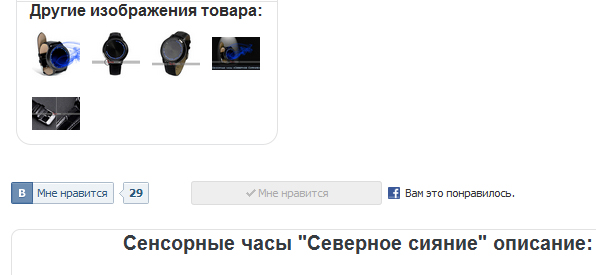 Другие изображения товара:
В Мне нравится 29 Мне нравится Вам это понравилось.
Сенсорные часы "Северное сияние" описание: